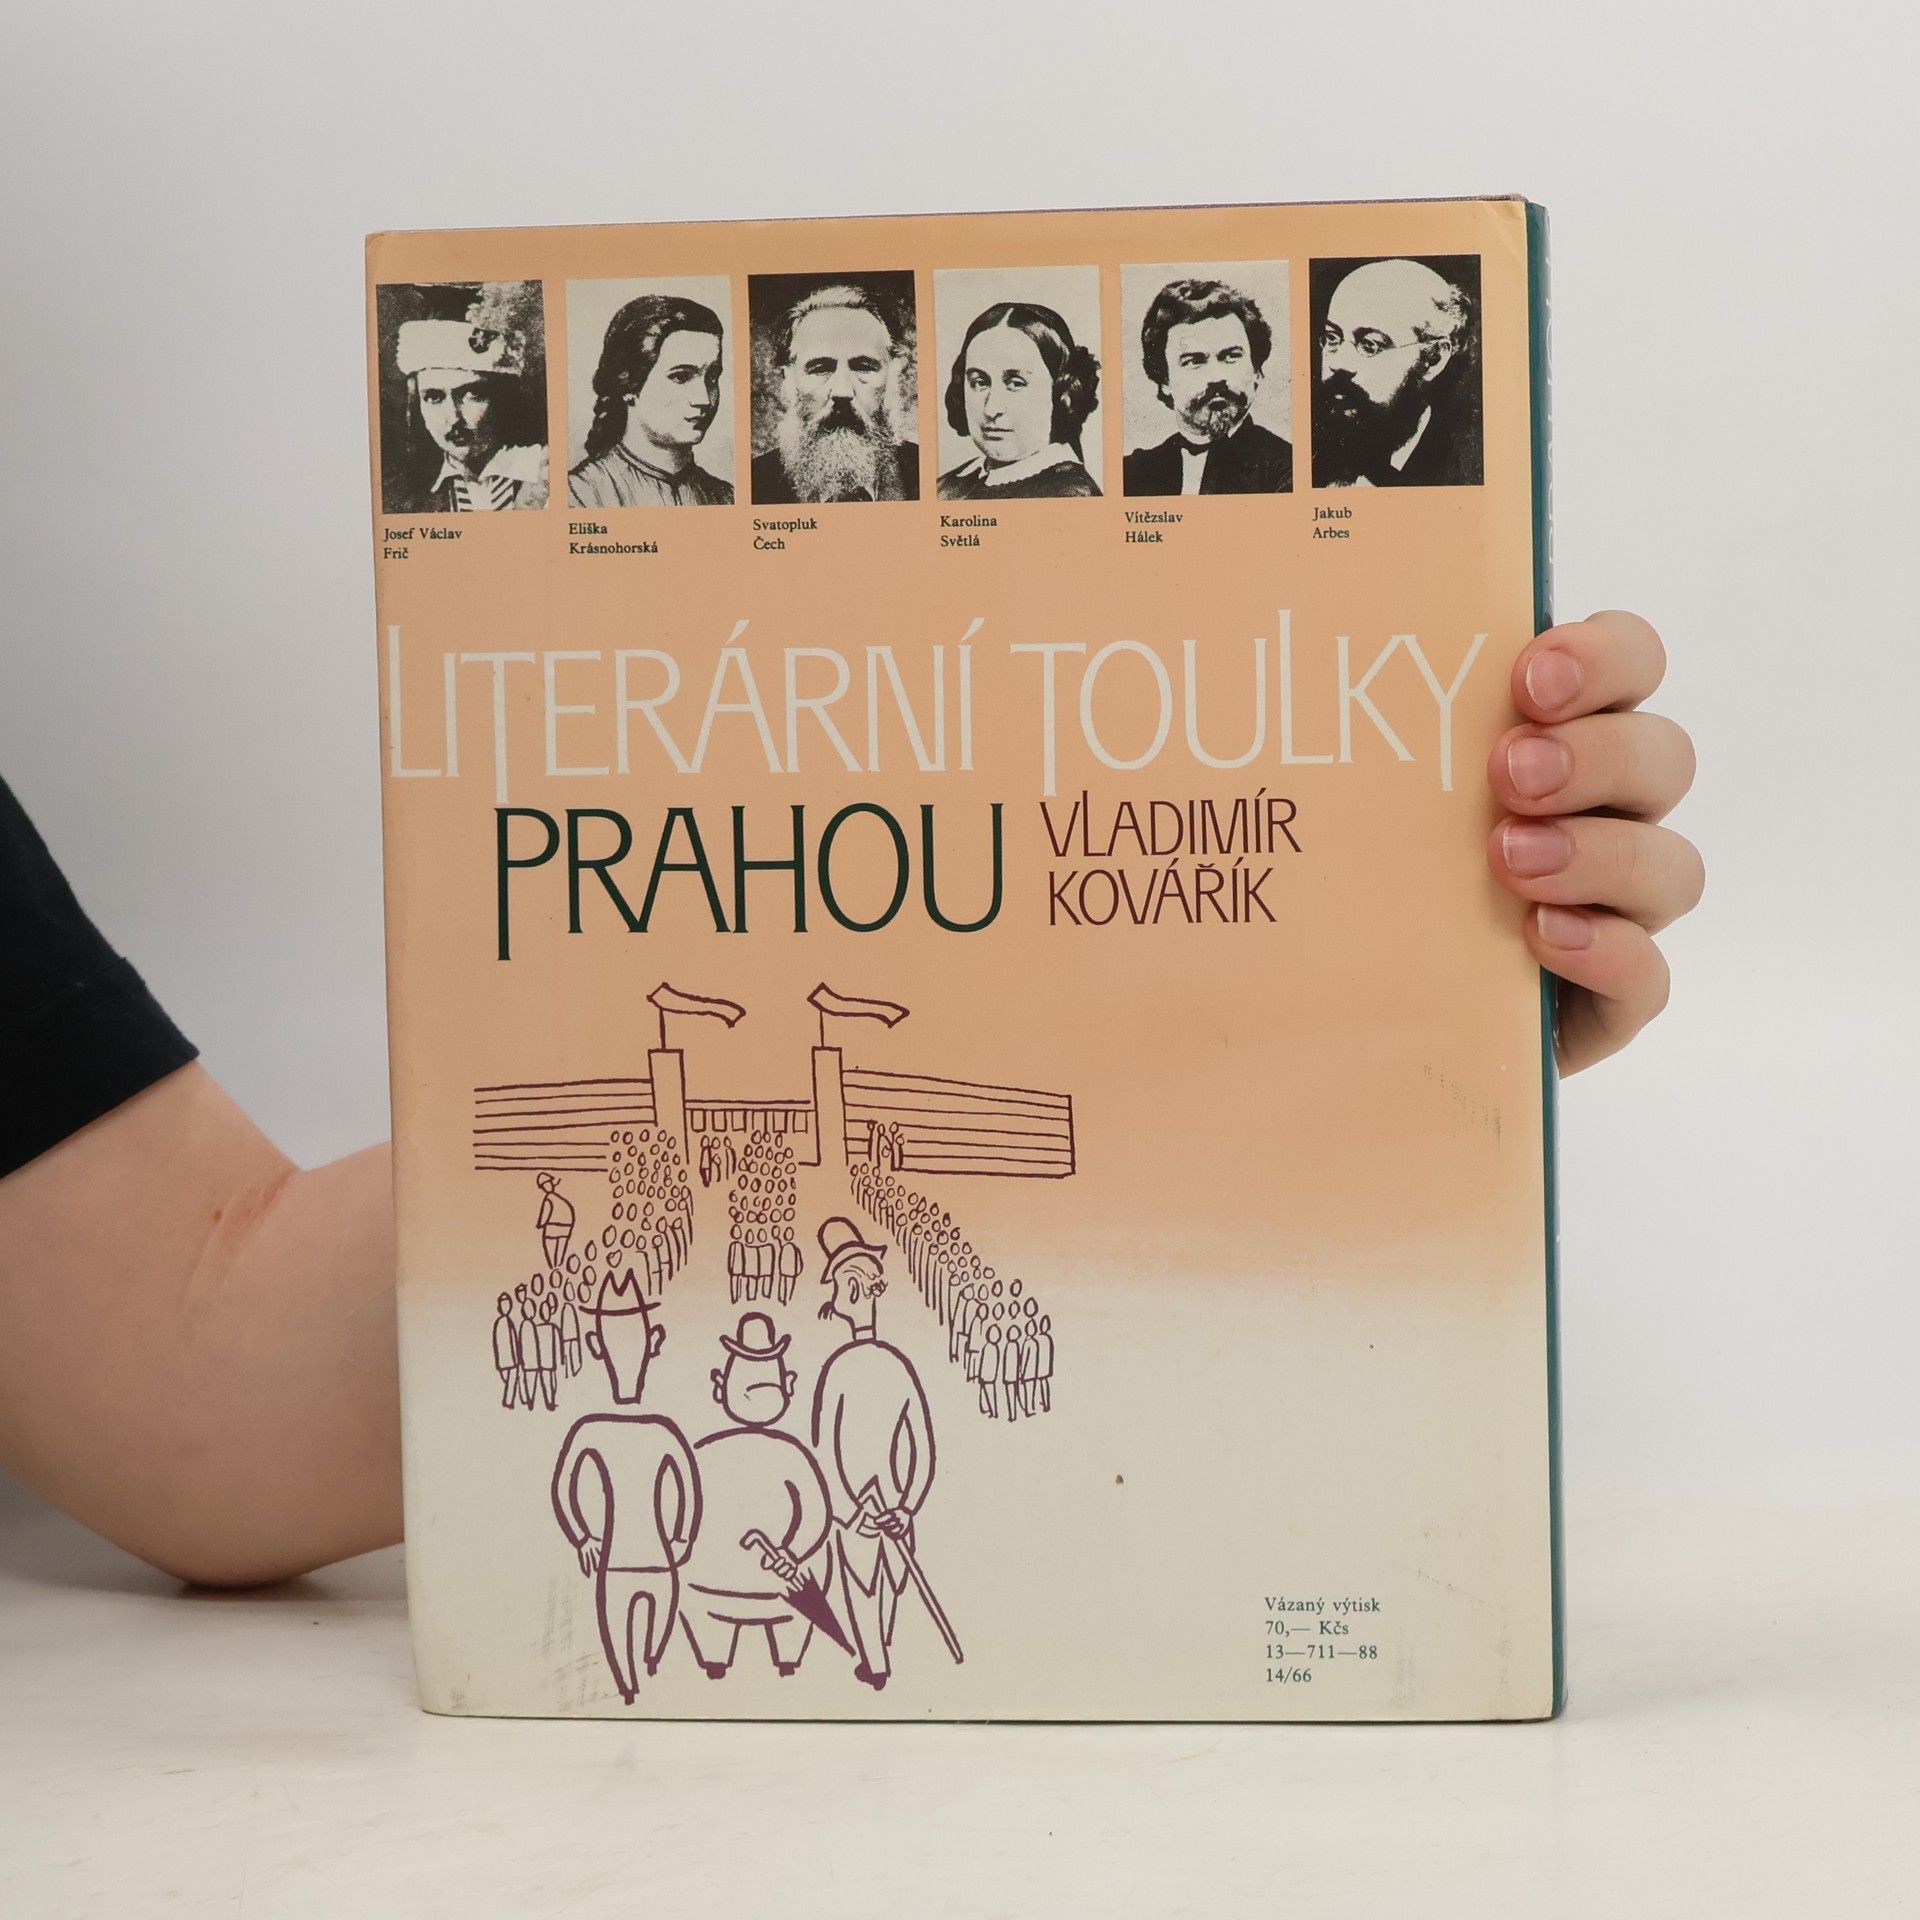 Josef Václav
Frič
Eliška
Krásnohorská
Svatopluk
Čech
Karolina
Světlá
Vítězslav
Hálek
Jakub
Arbes
LITERÁRNÍ TOULKY
PRAHOU
VLADIMÍR
KOVÁŘÍK
Vázaný výtisk
70,— Kčs
13—711—88
14/66